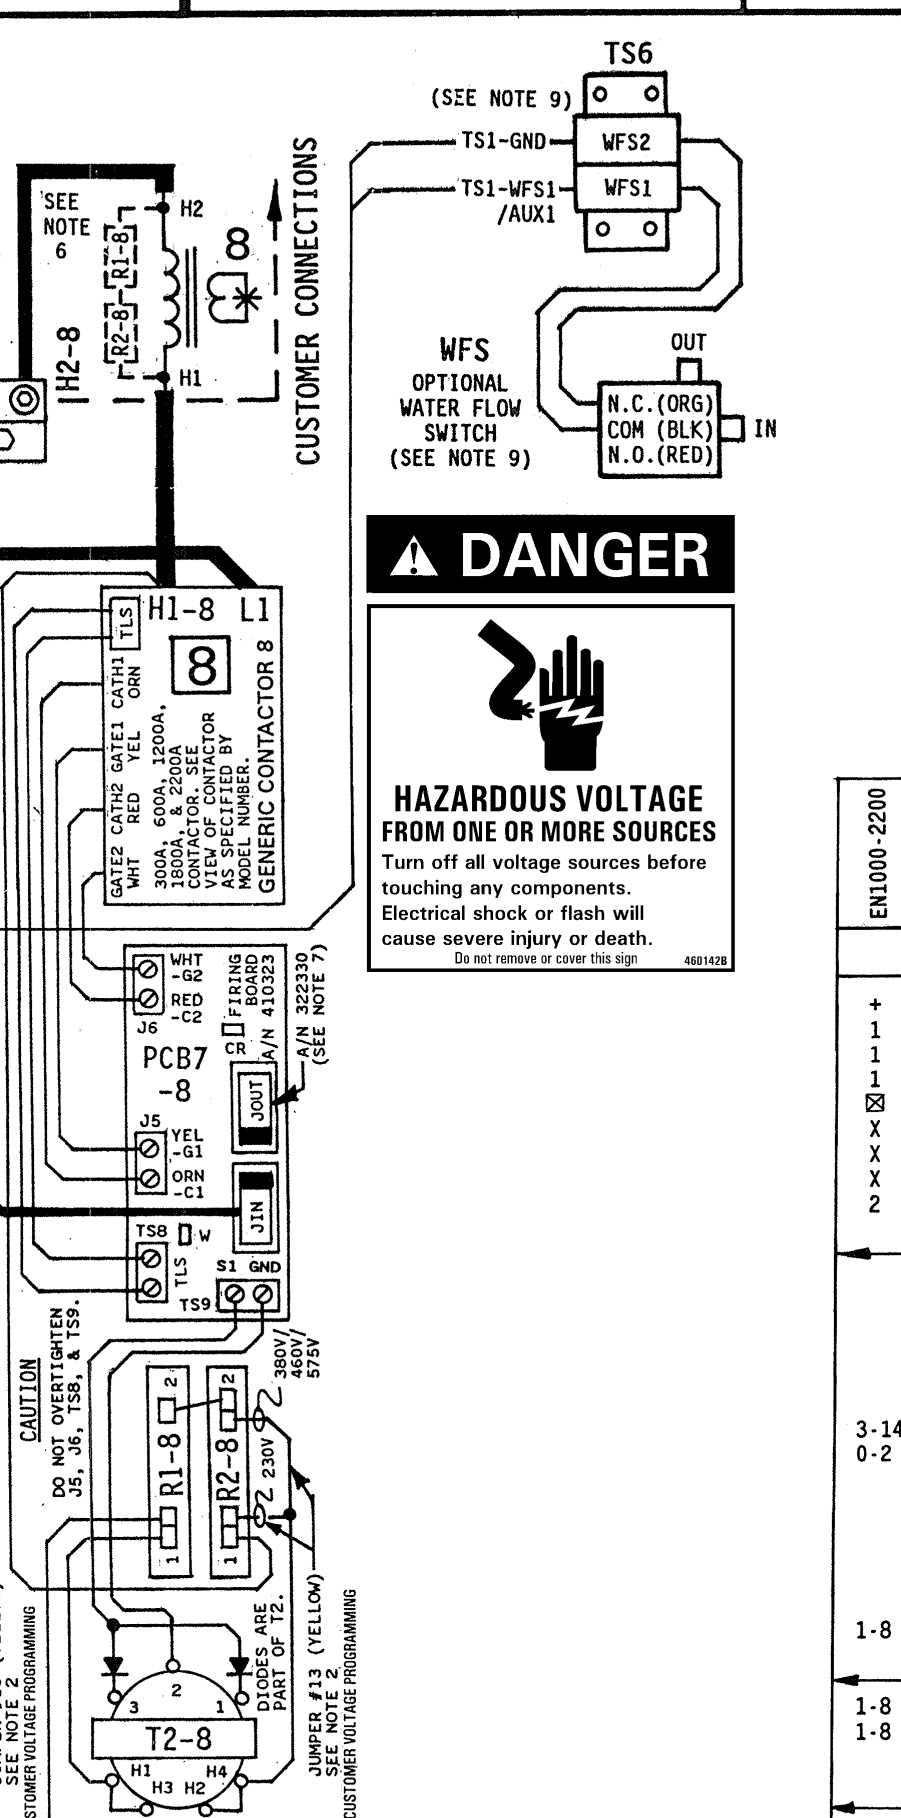 TS6
(SEE NOTE 9)
TS1-GND
WFS2
TS1-WFS1
/AUX1
WFS1
SEE
NOTE
6
H2
R1-8
R2-8
8
H1
H2-8
CUSTOMER CONNECTIONS
WFS
OPTIONAL
WATER FLOW
SWITCH
(SEE NOTE 9)
OUT
N.C.(ORG)
COM (BLK)
N.O.(RED)
IN
DANGER
HAZARDOUS VOLTAGE
FROM ONE OR MORE SOURCES
Turn off all voltage sources before
touching any components.
Electrical shock or flash will
cause severe injury or death.
Do not remove or cover this sign
460142B
TLS
H1-8 L1
8
GATE2 CATH2 GATE1 CATH1
WHT RED YEL ORN
300A, 600A, 1200A,
1800A, & 2200A
CONTACTOR. SEE
VIEW OF CONTACTOR
AS SPECIFIED BY
MODEL NUMBER.
GENERIC CONTACTOR 8
WHT
-G2
RED
-C2
J6
FIRING
BOARD
A/N 410323
CR
A/N 322330
(SEE NOTE 7)
PCB7
-8
JOUT
J5
YEL
-G1
ORN
-C1
JIN
TS8
W
TLS
S1 GND
TS9
CAUTION
DO NOT OVERTIGHTEN
J5, J6, TS8, & TS9.
380V/
460V/
575V
2
R1-8
1
2
R2-8
1
230V
DIODES ARE
PART OF T2.
JUMPER #13 (YELLOW)
SEE NOTE 2
CUSTOMER VOLTAGE PROGRAMMING
SEE NOTE 2
STOMER VOLTAGE PROGRAMMING
2
3
1
T2-8
H1
H4
H3 H2
EN1000-2200
+
1
1
1
X
X
X
X
2
3-14
0-2
1-8
1-8
1-8